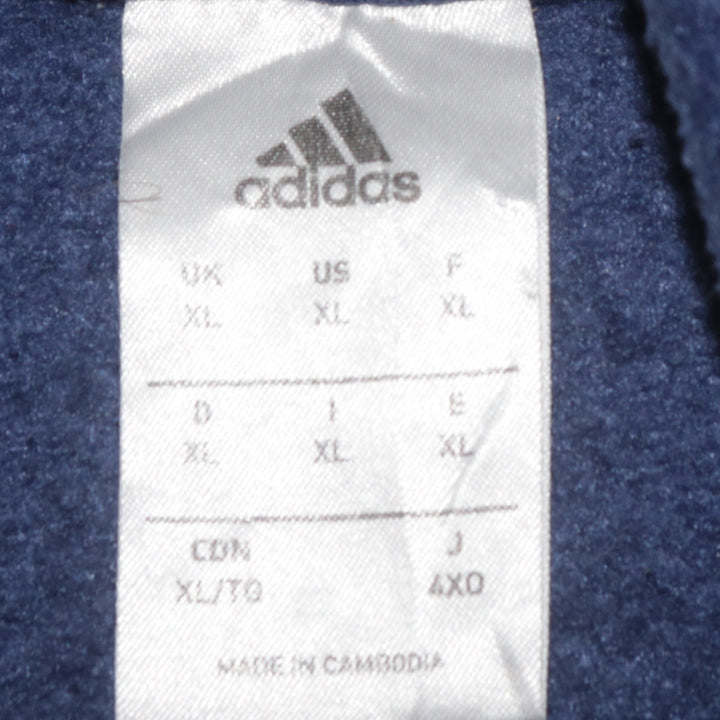 adidas
UK US F
XL XL XL
D I E
XL XL XL
CDN J
XL/TG 4XO
MADE IN CAMBODIA